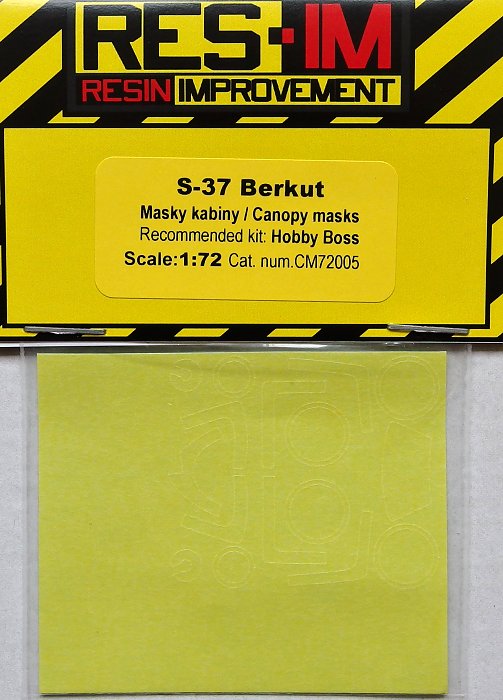 RES-IM
RESIN IMPROVEMENT
S-37 Berkut
Masky kabiny / Canopy masks
Recommended kit: Hobby Boss
Scale:1:72 Cat. num.CM72005